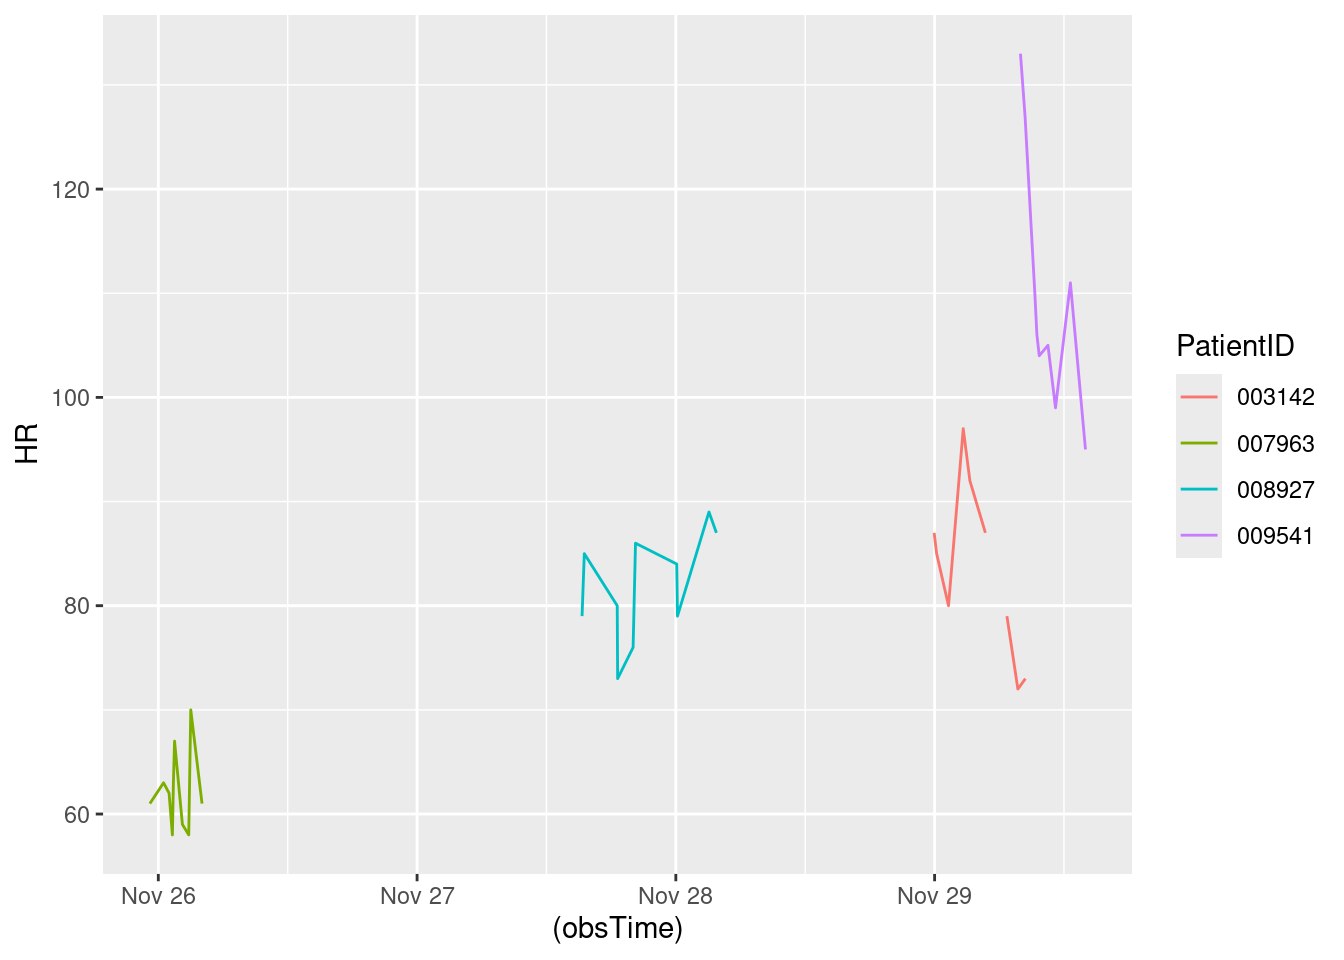 120
100
80
60
HR
Nov 26
Nov 27
Nov 28
Nov 29
(obsTime)
PatientID
003142
007963
008927
009541